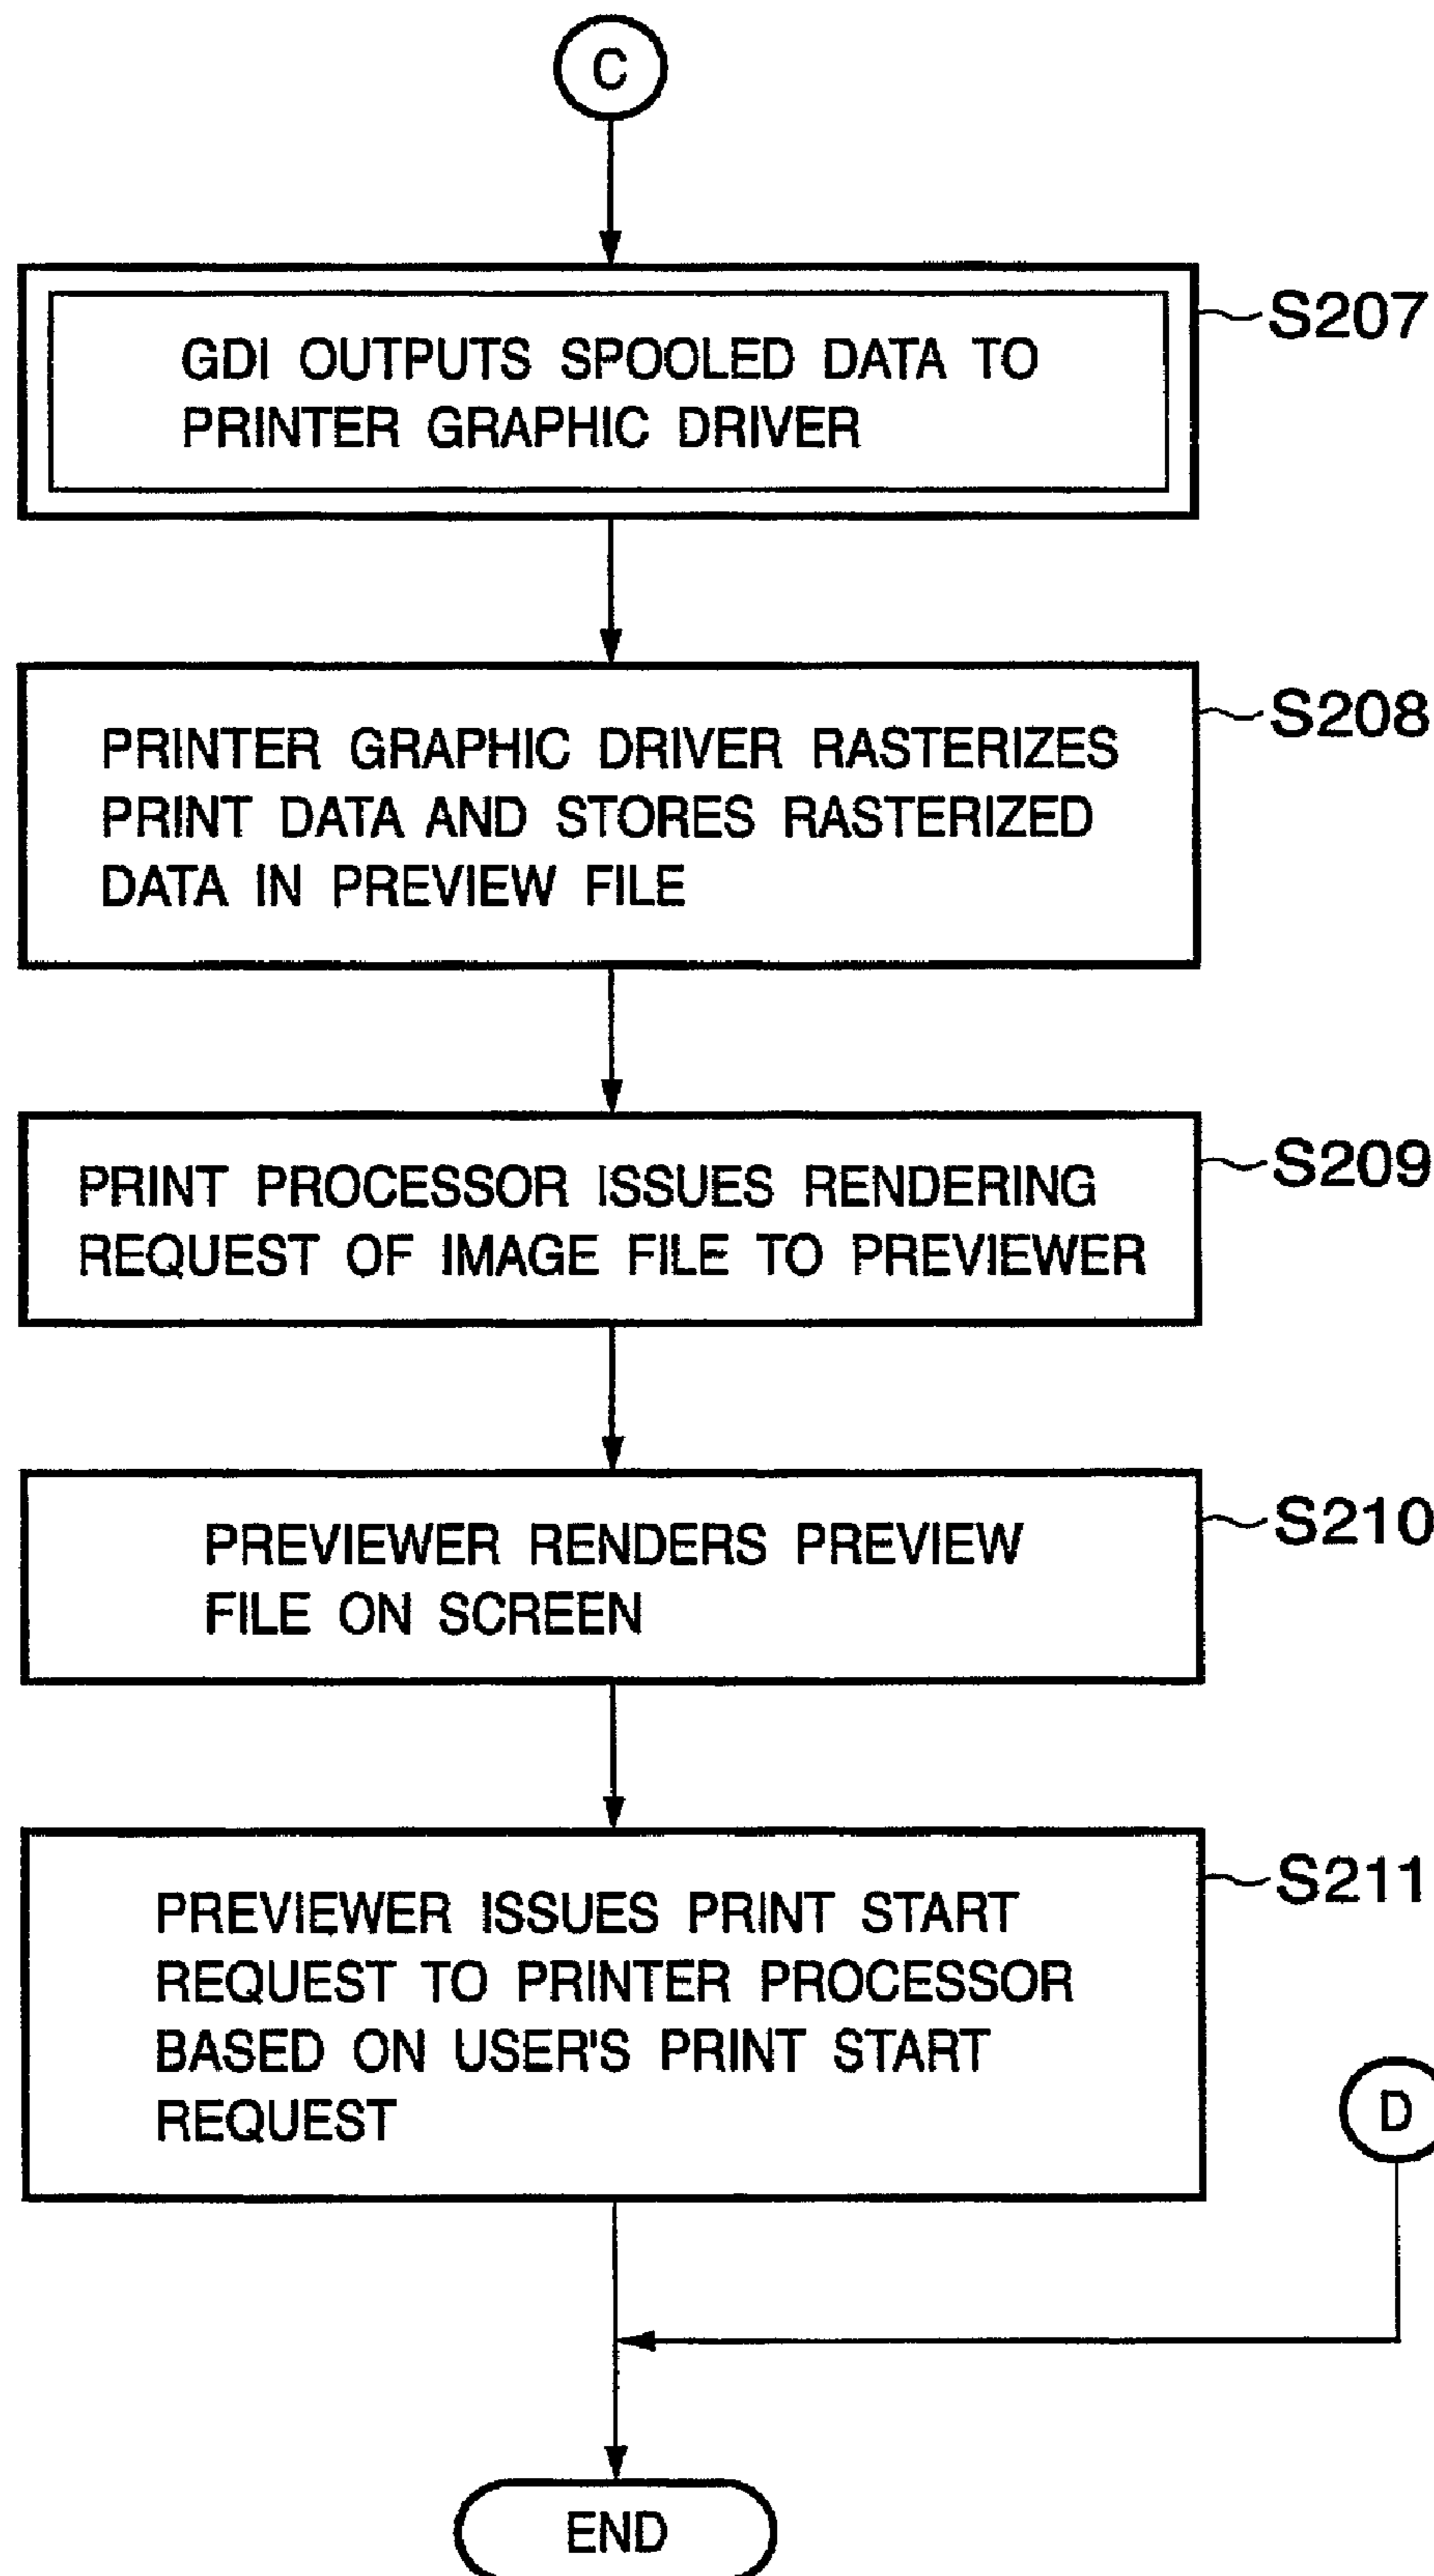 C
GDI OUTPUTS SPOOLED DATA TO
PRINTER GRAPHIC DRIVER
S207
PRINTER GRAPHIC DRIVER RASTERIZES
PRINT DATA AND STORES RASTERIZED
DATA IN PREVIEW FILE
S208
PRINT PROCESSOR ISSUES RENDERING
REQUEST OF IMAGE FILE TO PREVIEWER
S209
PREVIEWER RENDERS PREVIEW
FILE ON SCREEN
S210
PREVIEWER ISSUES PRINT START
REQUEST TO PRINTER PROCESSOR
BASED ON USER'S PRINT START
REQUEST
S211
D
END